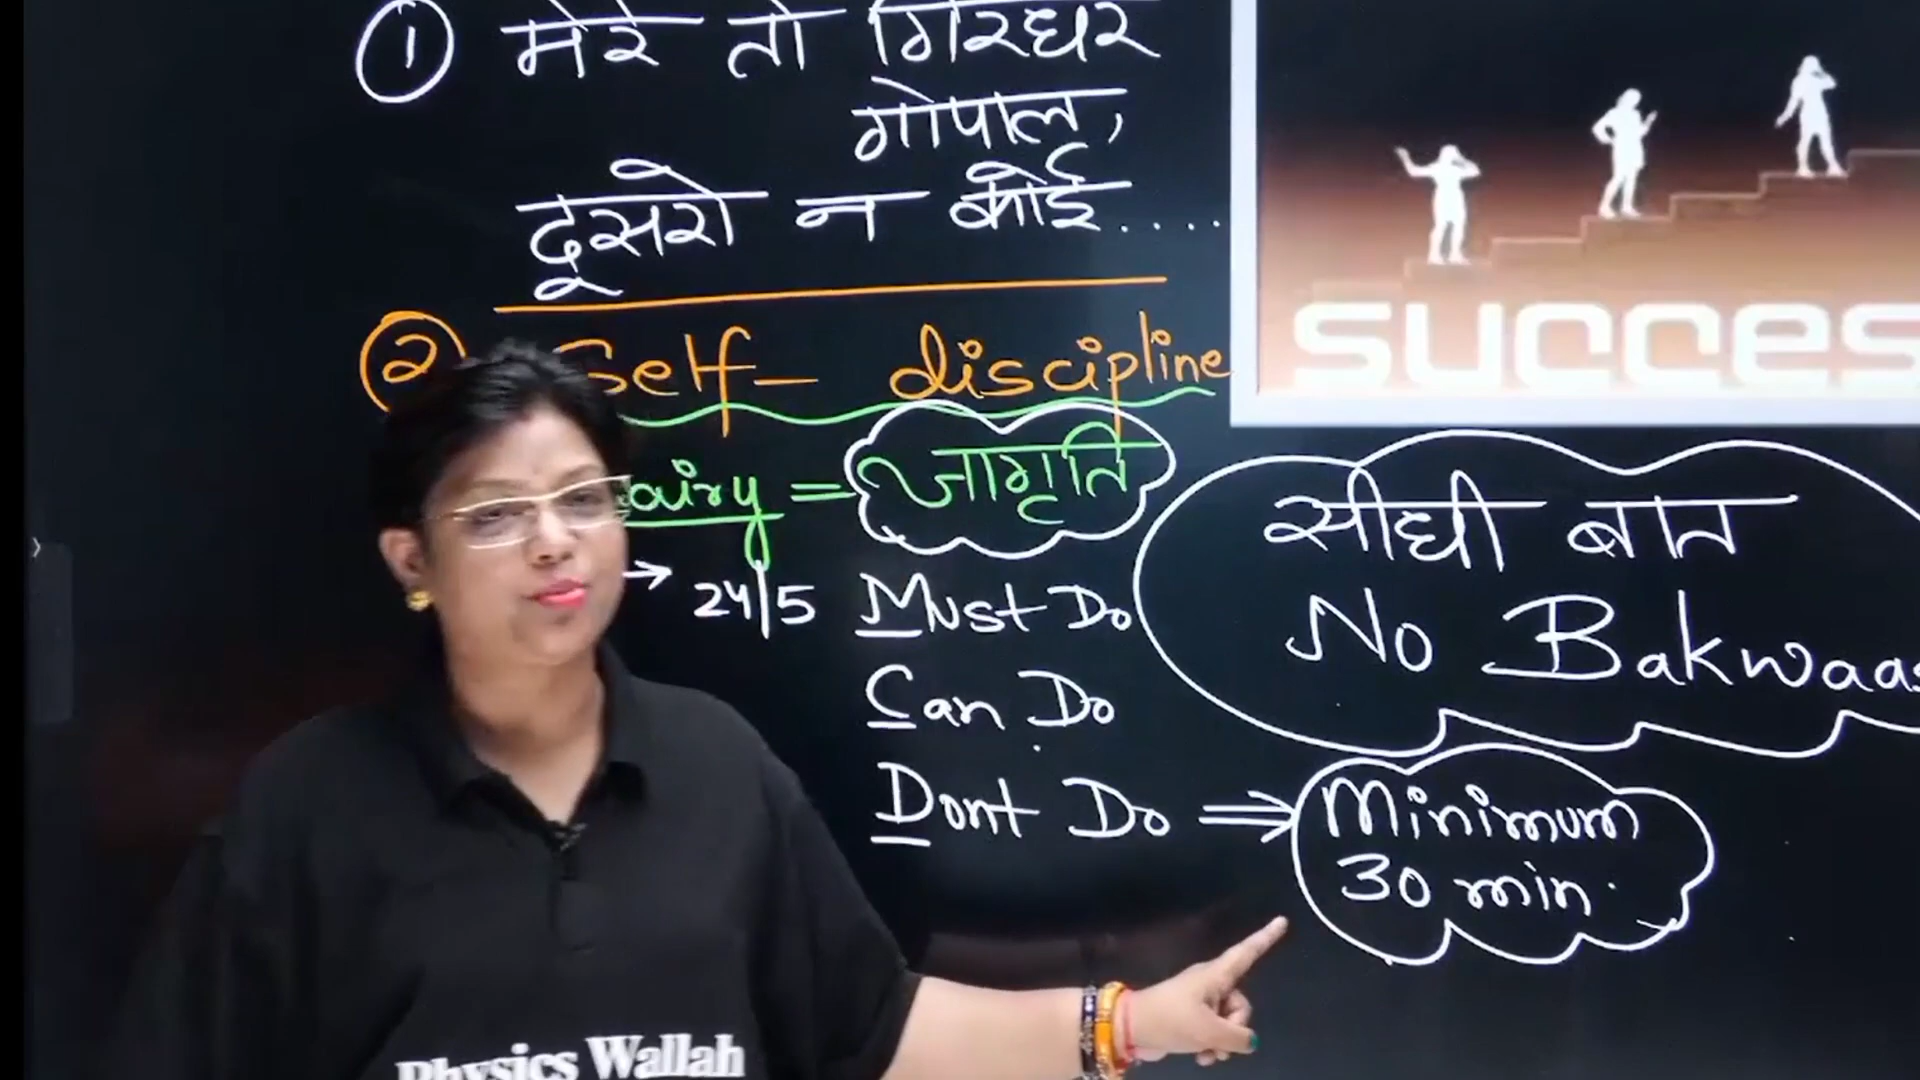 1 मेरे तो गिरधर
गोपाल,
दूसरो न कोई....
2 Self- discipline
= जागृति
→ 24/5 Must Do
Can Do
Dont Do ⇒ Minimum
30 min.
succes
सीधी बात
No Bakwaas
Physics Wallah